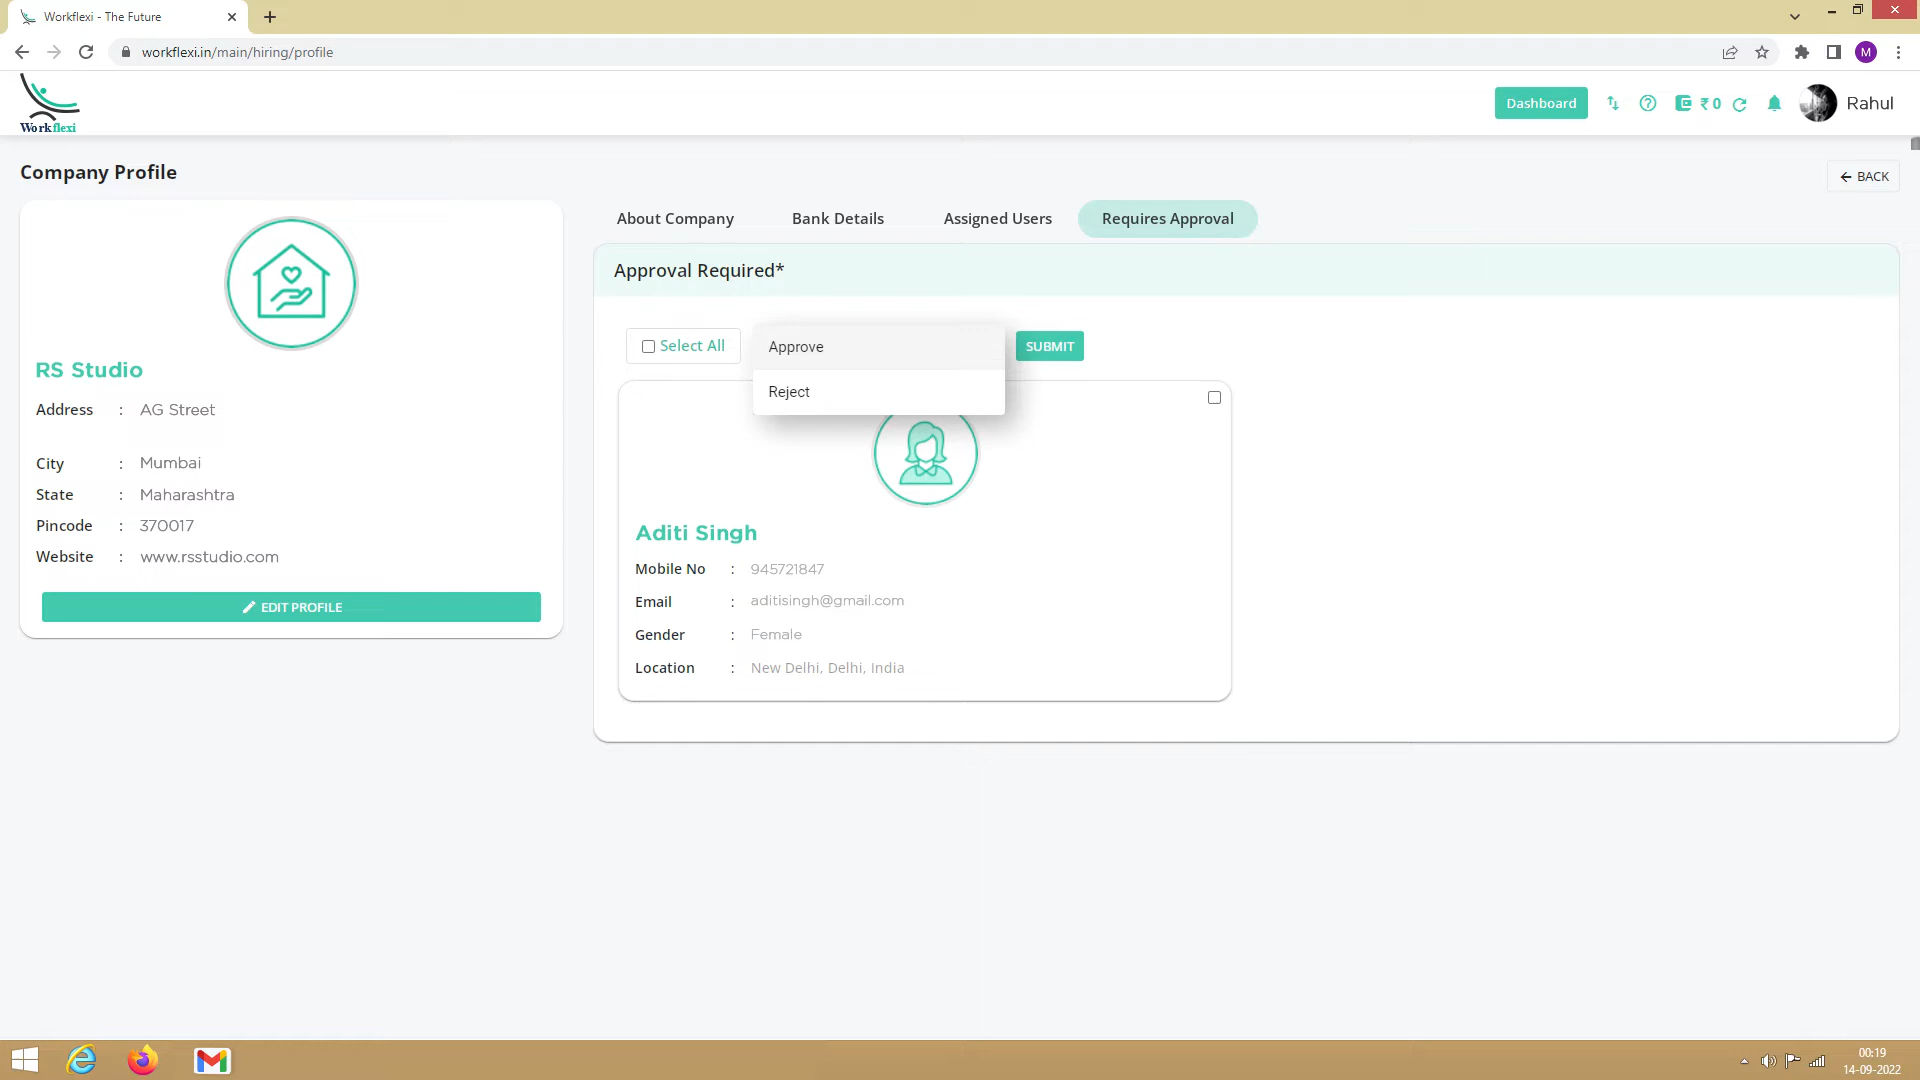 Workflexi - The Future
workflexi.in/main/hiring/profile
M
Workflexi
Dashboard
₹ 0
Rahul
Company Profile
BACK
RS Studio
Address : AG Street
City : Mumbai
State : Maharashtra
Pincode : 370017
Website : www.rsstudio.com
EDIT PROFILE
About Company
Bank Details
Assigned Users
Requires Approval
Approval Required*
Select All
Approve
Reject
SUBMIT
Aditi Singh
Mobile No : 945721847
Email : aditisingh@gmail.com
Gender : Female
Location : New Delhi, Delhi, India
00:19
14-09-2022